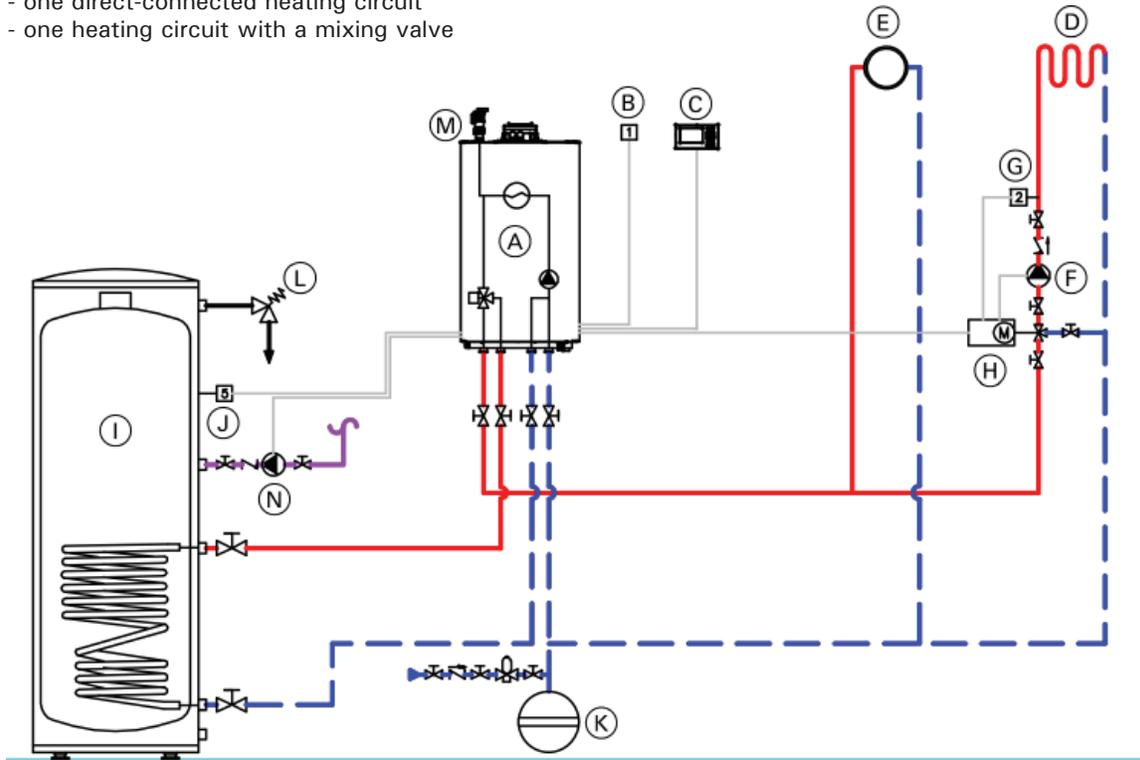 - one direct-connected heating circuit
- one heating circuit with a mixing valve
E
D
B
C
M
1
G
2
A
L
F
M
H
5
J
I
N
K